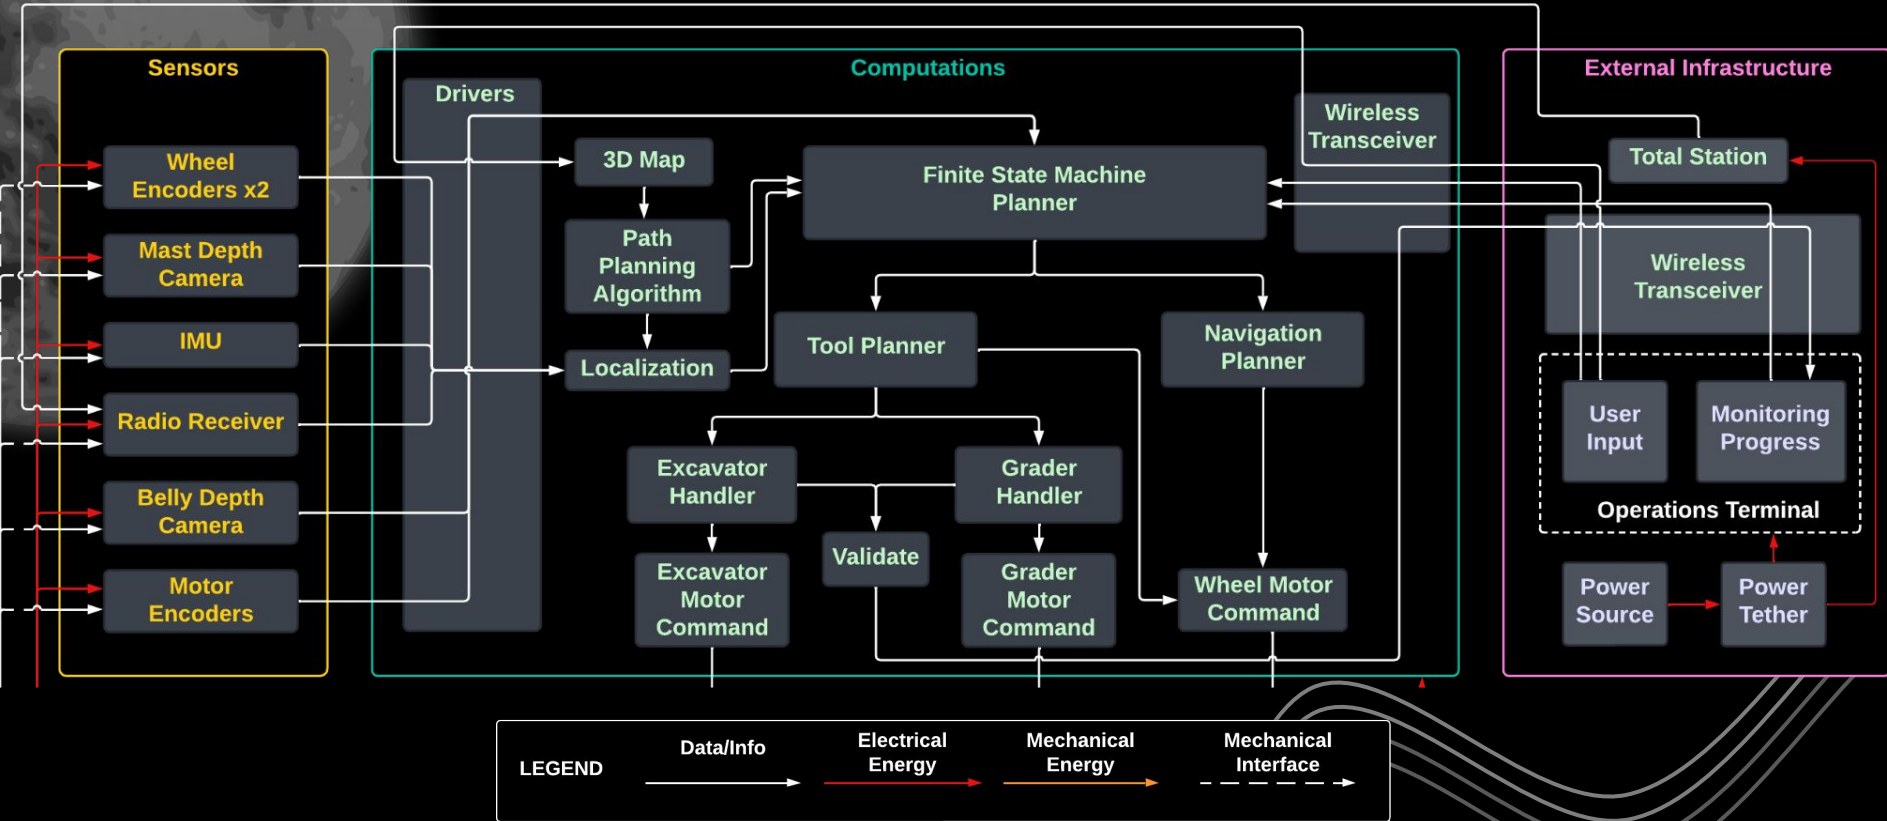 Sensors
Wheel
Encoders x2
Mast Depth
Camera
IMU
Radio Receiver
Belly Depth
Camera
Motor
Encoders
Computations
Drivers
3D Map
Path
Planning
Algorithm
Localization
Finite State Machine
Planner
Wireless
Transceiver
Tool Planner
Navigation
Planner
Excavator
Handler
Grader
Handler
Validate
Excavator
Motor
Command
Grader
Motor
Command
Wheel Motor
Command
External Infrastructure
Total Station
Wireless
Transceiver
User
Input
Monitoring
Progress
Operations Terminal
Power
Source
Power
Tether
LEGEND
Data/Info
Electrical
Energy
Mechanical
Energy
Mechanical
Interface